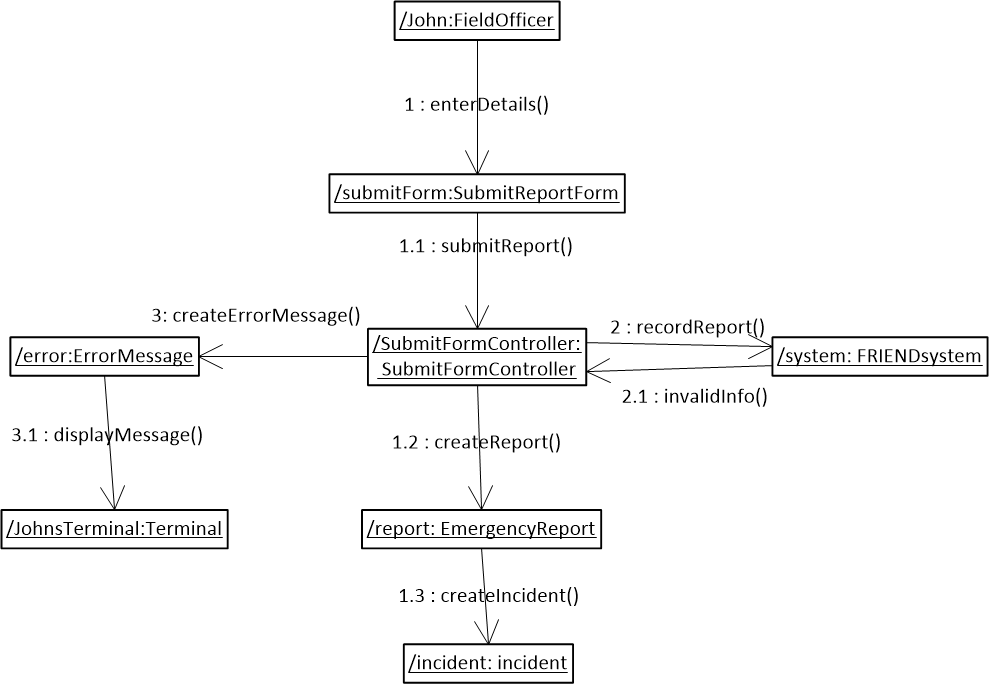 /John:FieldOfficer
1 : enterDetails()
/submitForm:SubmitReportForm
1.1 : submitReport()
3: createErrorMessage()
2 : recordReport()
/error:ErrorMessage
/SubmitFormController:
SubmitFormController
/system: FRIENDsystem
2.1 : invalidInfo()
3.1 : displayMessage()
1.2 : createReport()
/JohnsTerminal:Terminal
/report: EmergencyReport
1.3 : createIncident()
/incident: incident